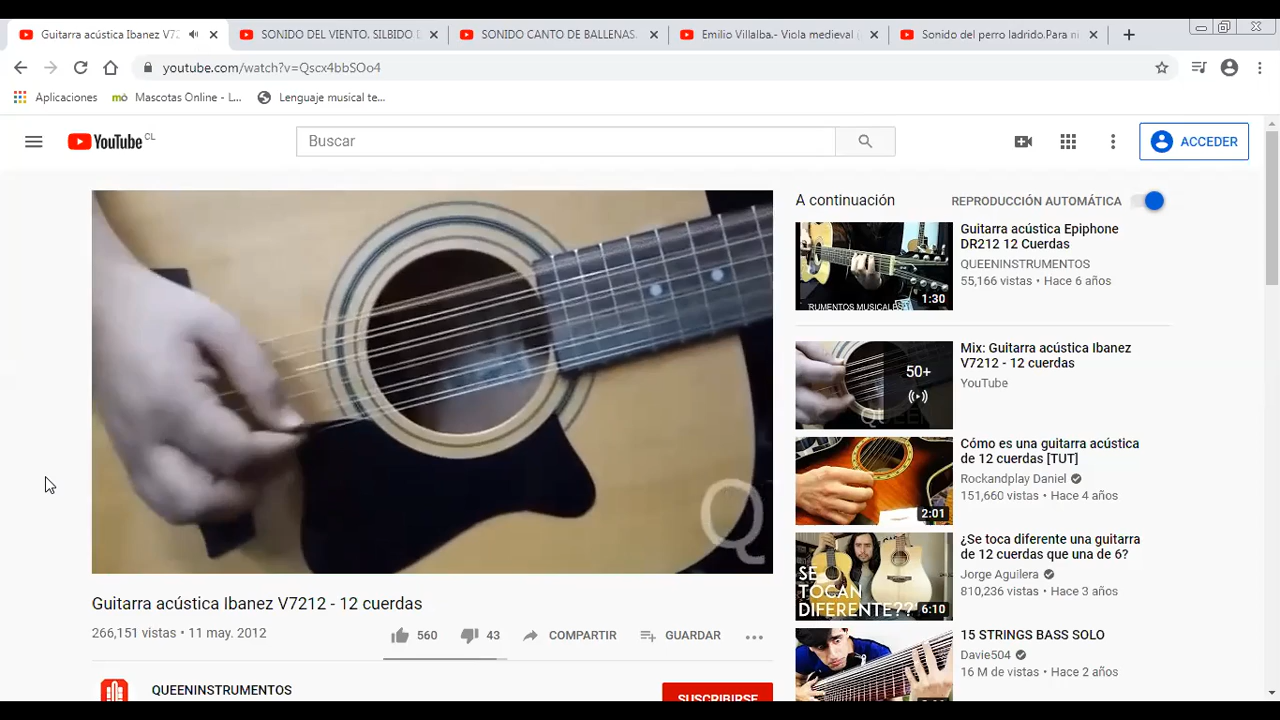 Guitarra acústica Ibanez V7:
SONIDO DEL VIENTO. SILBIDO D
SONIDO CANTO DE BALLENAS.
Emilio Villalba.- Viola medieval (
Sonido del perro ladrido.Para ni
youtube.com/watch?v=Qscx4bbSOo4
Aplicaciones
Mascotas Online - L...
Lenguaje musical te...
YouTube CL
Buscar
ACCEDER
A continuación
REPRODUCCIÓN AUTOMÁTICA
Guitarra acústica Epiphone
DR212 12 Cuerdas
QUEENINSTRUMENTOS
55,166 vistas • Hace 6 años
RUMENTOS MUSICALES
1:30
Mix: Guitarra acústica Ibanez
V7212 - 12 cuerdas
YouTube
50+
QUEEN
Cómo es una guitarra acústica
de 12 cuerdas [TUT]
Rockandplay Daniel
151,660 vistas • Hace 4 años
2:01
¿Se toca diferente una guitarra
de 12 cuerdas que una de 6?
Jorge Aguilera
810,236 vistas • Hace 3 años
SE
TOCAN
DIFERENTE??
6:10
15 STRINGS BASS SOLO
Davie504
16 M de vistas • Hace 2 años
Q
Guitarra acústica Ibanez V7212 - 12 cuerdas
266,151 vistas • 11 may. 2012
560
43
COMPARTIR
GUARDAR
QUEENINSTRUMENTOS
SUSCRIBIRSE